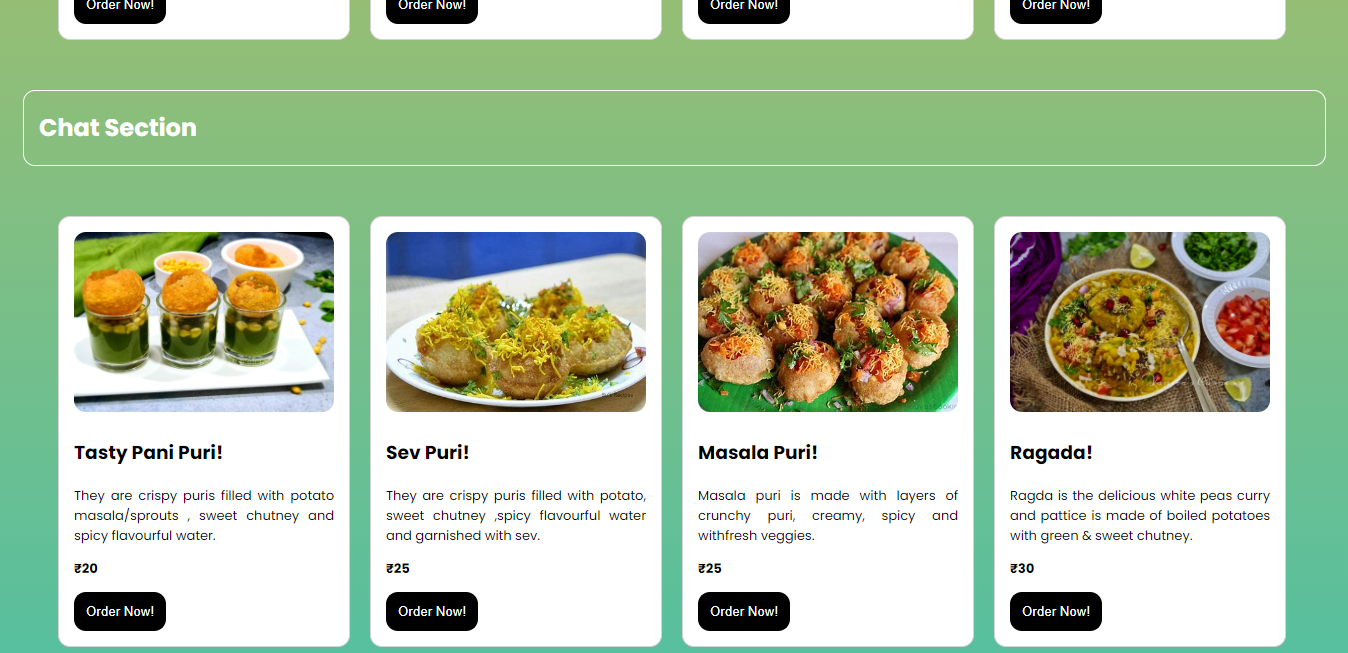 Order Now! Order Now! Order Now! Order Now!
Chat Section
Tasty Pani Puri!
They are crispy puris filled with potato
masala/sprouts , sweet chutney and
spicy flavourful water.
₹20
Order Now!
Sev Puri!
They are crispy puris filled with potato,
sweet chutney ,spicy flavourful water
and garnished with sev.
₹25
Order Now!
Masala Puri!
Masala puri is made with layers of
crunchy puri, creamy, spicy and
withfresh veggies.
₹25
Order Now!
Ragada!
Ragda is the delicious white peas curry
and pattice is made of boiled potatoes
with green & sweet chutney.
₹30
Order Now!